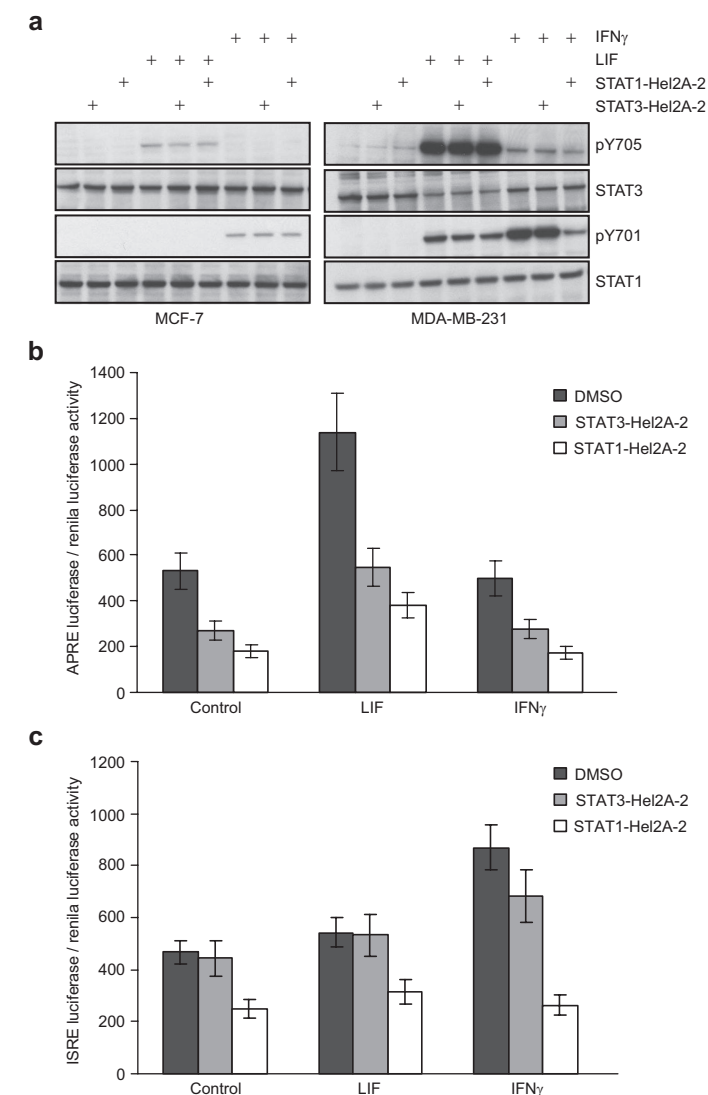 a
+ + + IFNγ
+ + + LIF
+ + + STAT1-Hel2A-2
+ + + STAT3-Hel2A-2
pY705
STAT3
pY701
STAT1
MCF-7 MDA-MB-231
b
APRE luciferase / renila luciferase activity
1400
1200
1000
800
600
400
200
0
DMSO
STAT3-Hel2A-2
STAT1-Hel2A-2
Control LIF IFNγ
c
ISRE luciferase / renila luciferase activity
1200
1000
800
600
400
200
0
DMSO
STAT3-Hel2A-2
STAT1-Hel2A-2
Control LIF IFNγ